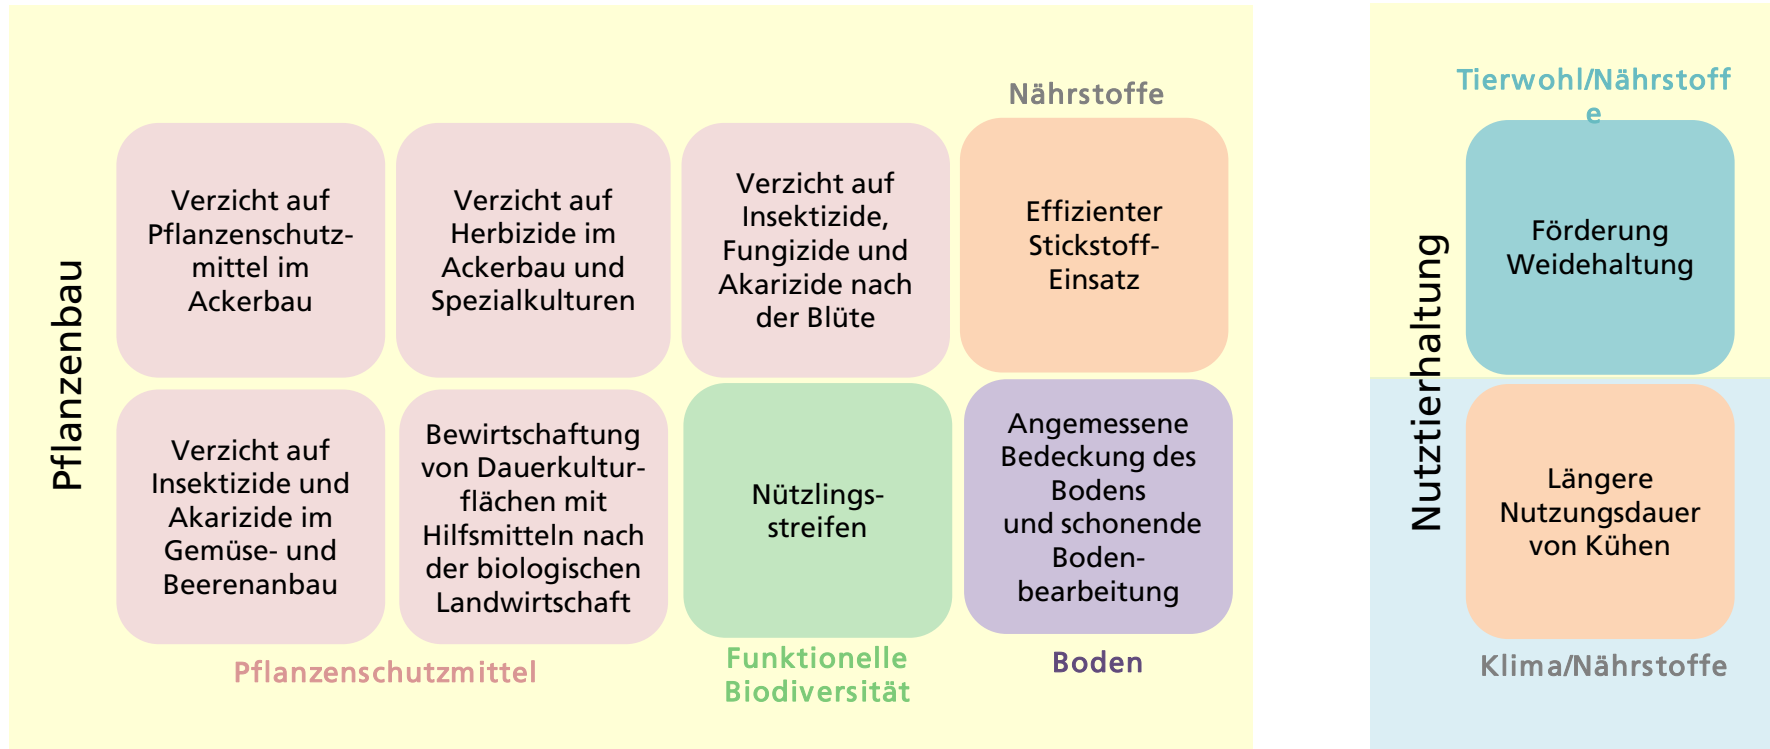 Pflanzenbau
Nährstoffe
Verzicht auf
Pflanzenschutz-
mittel im
Ackerbau
Verzicht auf
Herbizide im
Ackerbau und
Spezialkulturen
Verzicht auf
Insektizide,
Fungizide und
Akarizide nach
der Blüte
Effizienter
Stickstoff-
Einsatz
Verzicht auf
Insektizide und
Akarizide im
Gemüse- und
Beerenanbau
Bewirtschaftung
von Dauerkultur-
flächen mit
Hilfsmitteln nach
der biologischen
Landwirtschaft
Nützlings-
streifen
Angemessene
Bedeckung des
Bodens
und schonende
Boden-
bearbeitung
Pflanzenschutzmittel
Funktionelle
Biodiversität
Boden
Nutztierhaltung
Tierwohl/Nährstoff
e
Förderung
Weidehaltung
Längere
Nutzungsdauer
von Kühen
Klima/Nährstoffe